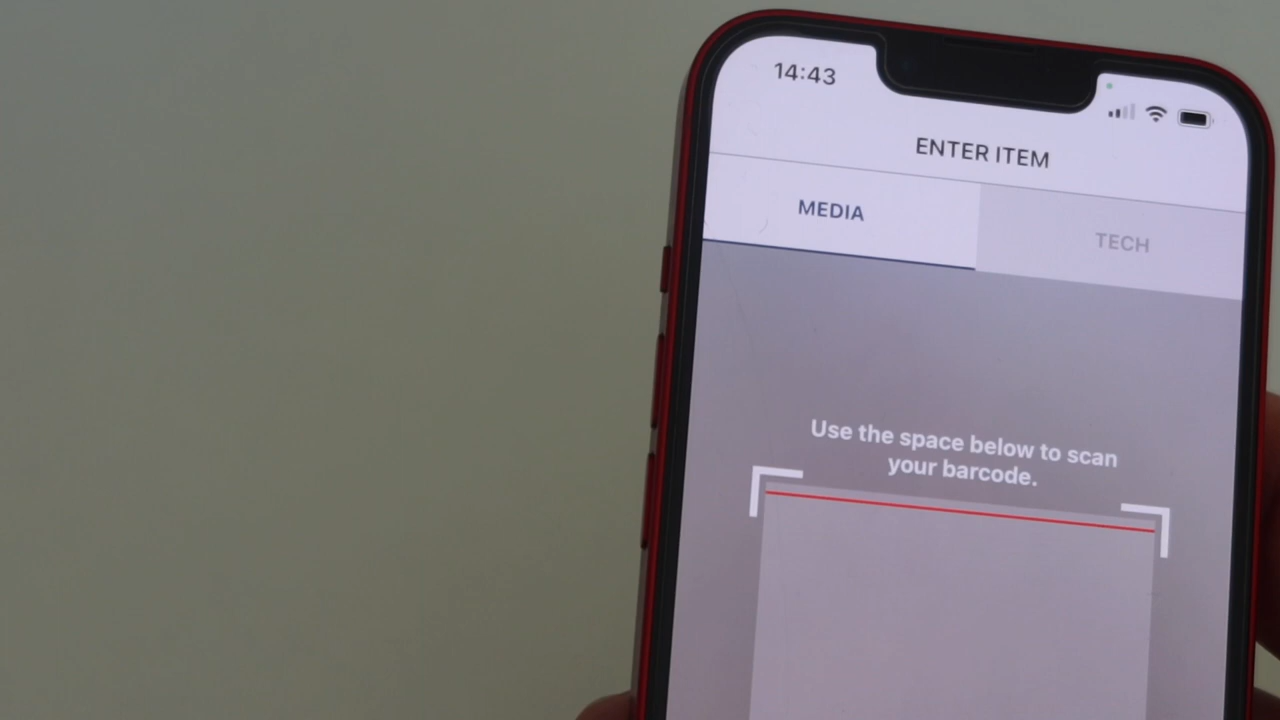 14:43
ENTER ITEM
MEDIA
TECH
Use the space below to scan
your barcode.